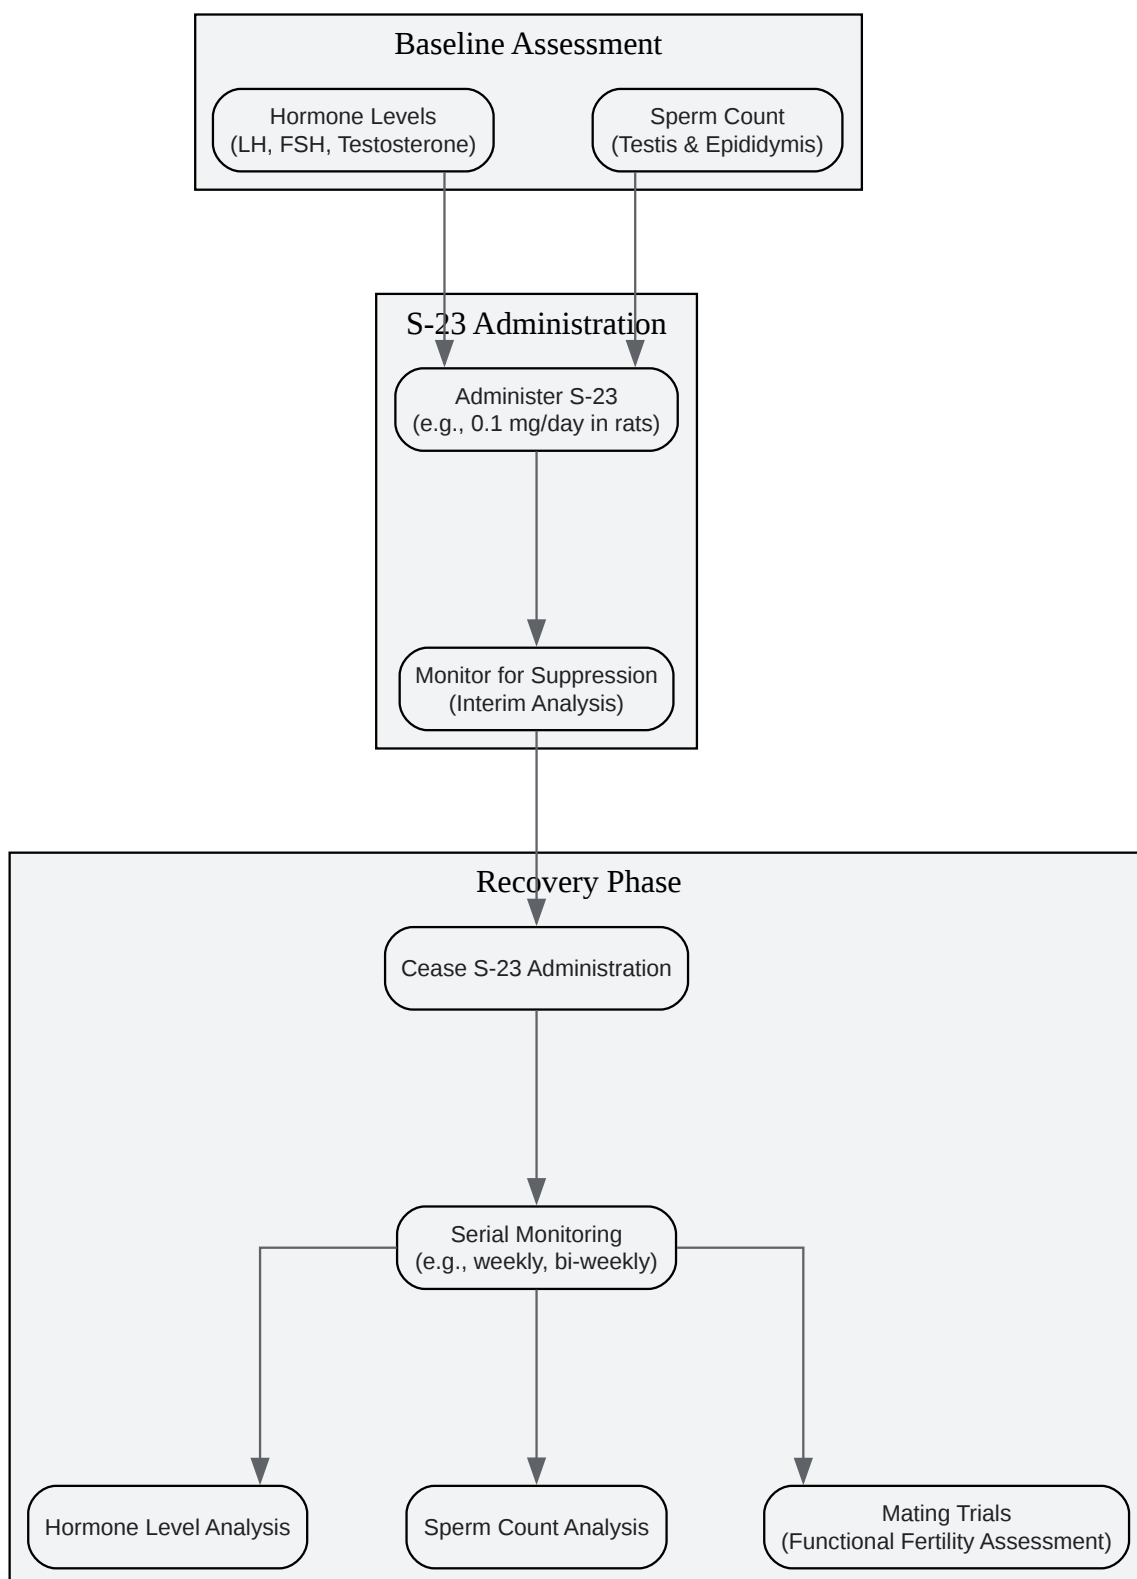 Baseline Assessment
Hormone Levels
(LH, FSH, Testosterone)
Sperm Count
(Testis & Epididymis)
S-23 Administration
Administer S-23
(e.g., 0.1 mg/day in rats)
Monitor for Suppression
(Interim Analysis)
Recovery Phase
Cease S-23 Administration
Serial Monitoring
(e.g., weekly, bi-weekly)
Hormone Level Analysis
Sperm Count Analysis
Mating Trials
(Functional Fertility Assessment)